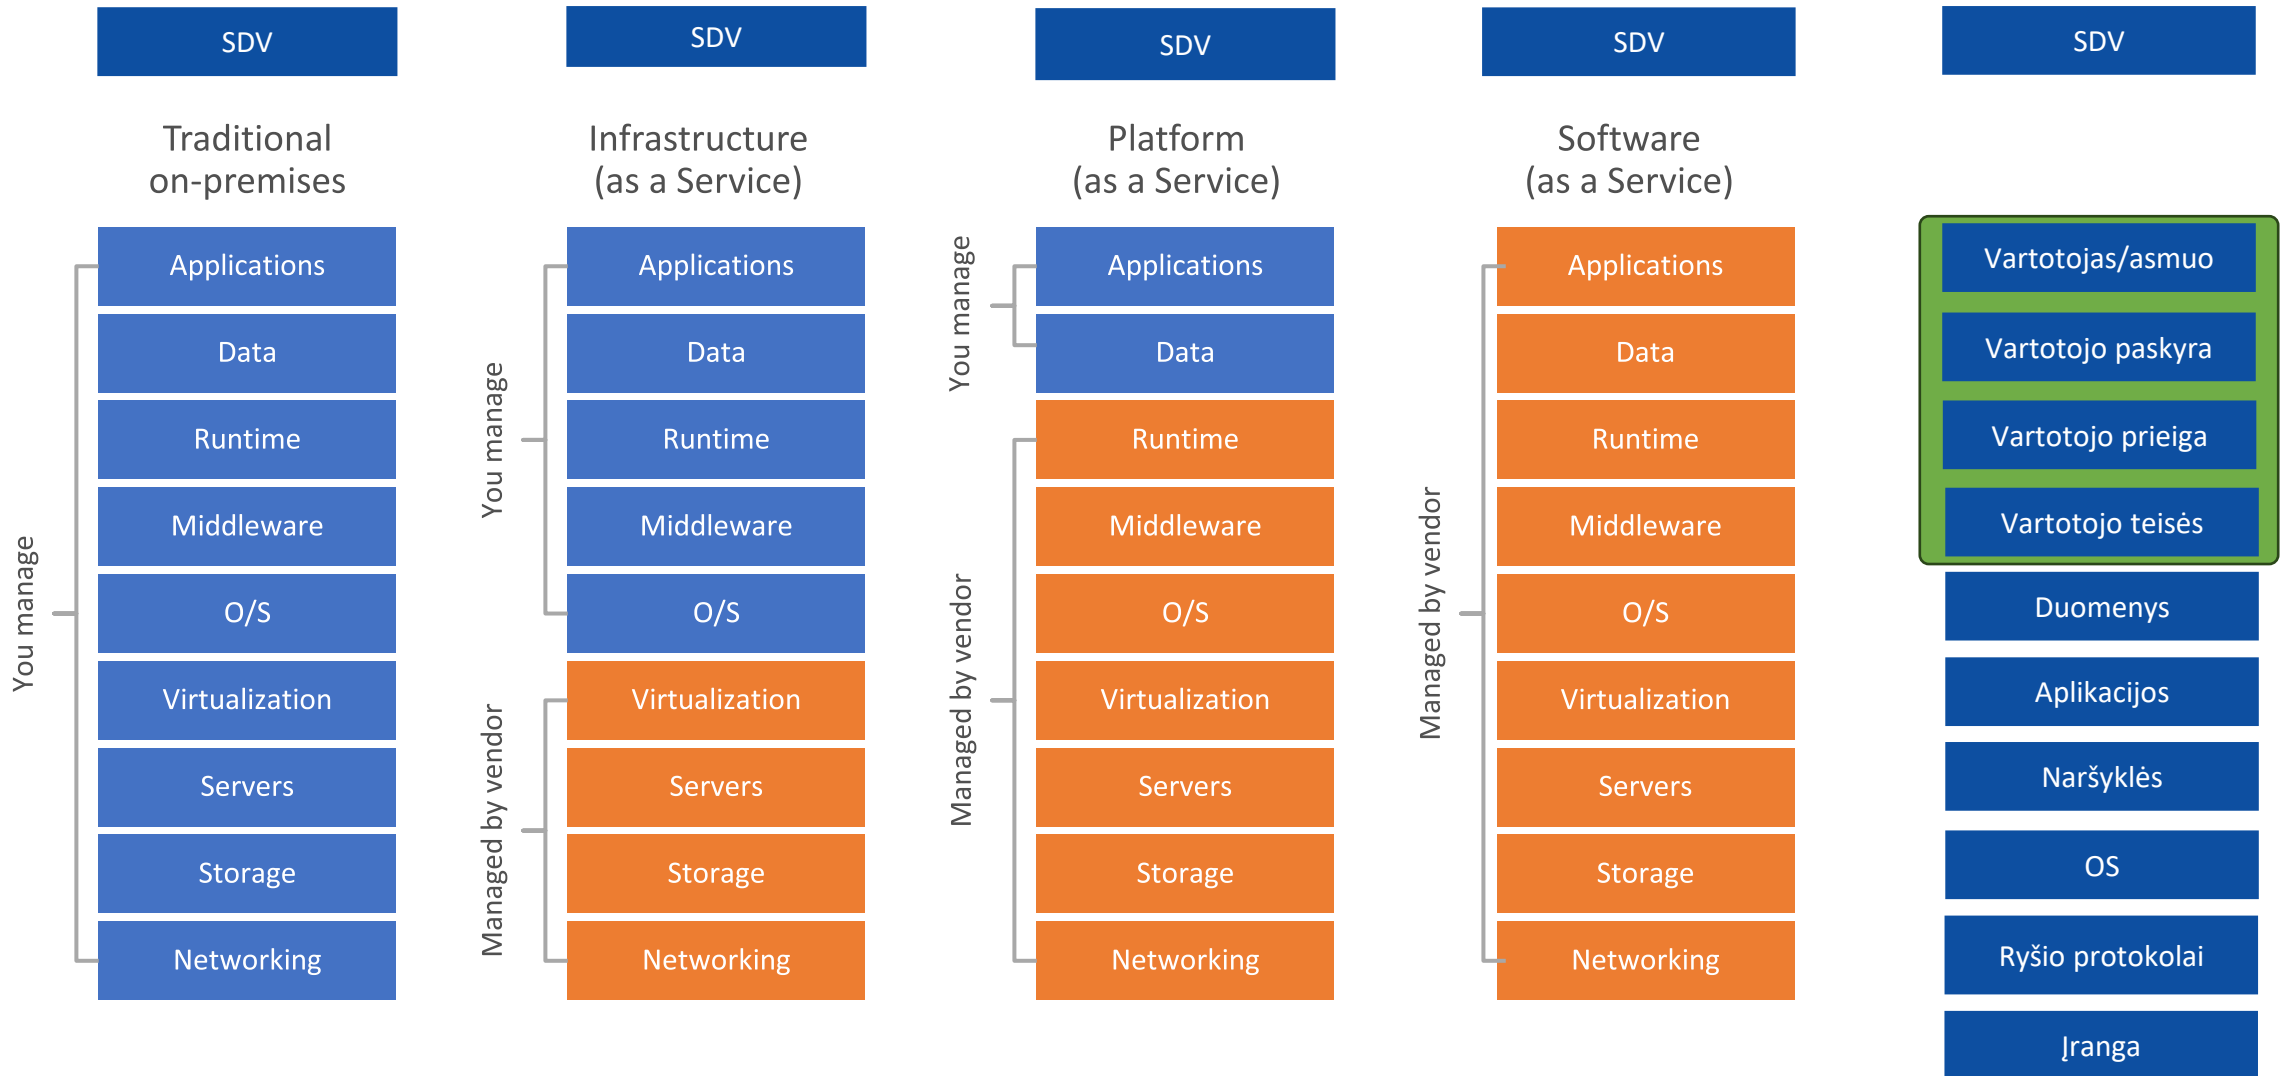 SDV
SDV
SDV
SDV
SDV
Traditional
on-premises
Infrastructure
(as a Service)
Platform
(as a Service)
Software
(as a Service)
You manage
Applications
Data
Runtime
Middleware
O/S
Virtualization
Servers
Storage
Networking
You manage
Managed by vendor
Applications
Data
Runtime
Middleware
O/S
Virtualization
Servers
Storage
Networking
You manage
Managed by vendor
Applications
Data
Runtime
Middleware
O/S
Virtualization
Servers
Storage
Networking
Managed by vendor
Applications
Data
Runtime
Middleware
O/S
Virtualization
Servers
Storage
Networking
Vartotojas/asmuo
Vartotojo paskyra
Vartotojo prieiga
Vartotojo teisės
Duomenys
Aplikacijos
Naršyklės
OS
Ryšio protokolai
Įranga